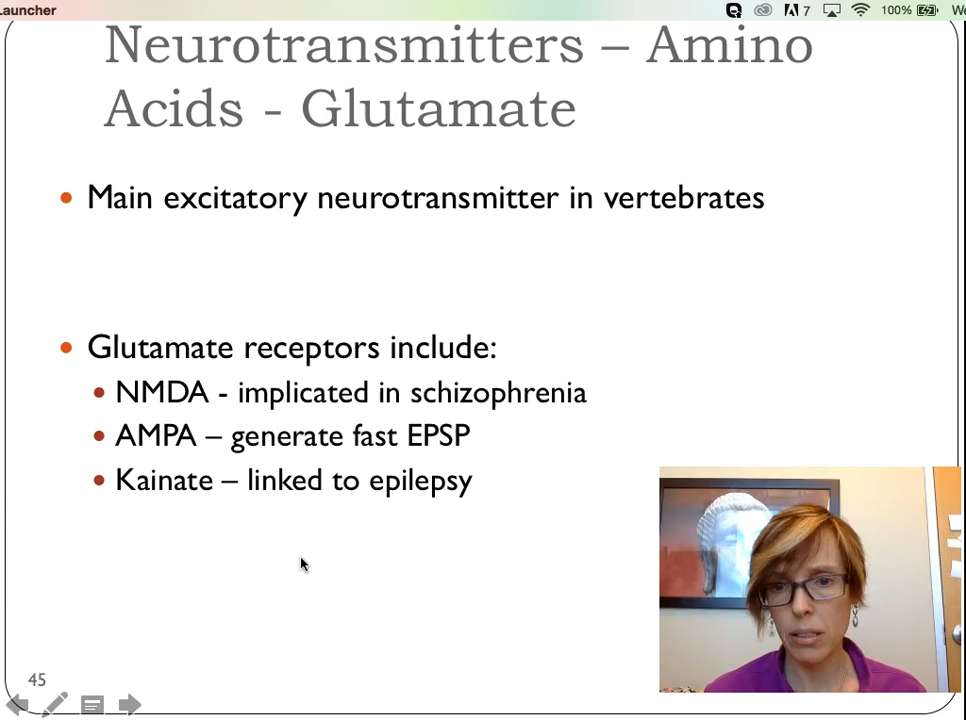 Launcher 7 100%
Neurotransmitters – Amino
Acids - Glutamate
Main excitatory neurotransmitter in vertebrates
Glutamate receptors include:
NMDA - implicated in schizophrenia
AMPA – generate fast EPSP
Kainate – linked to epilepsy
45